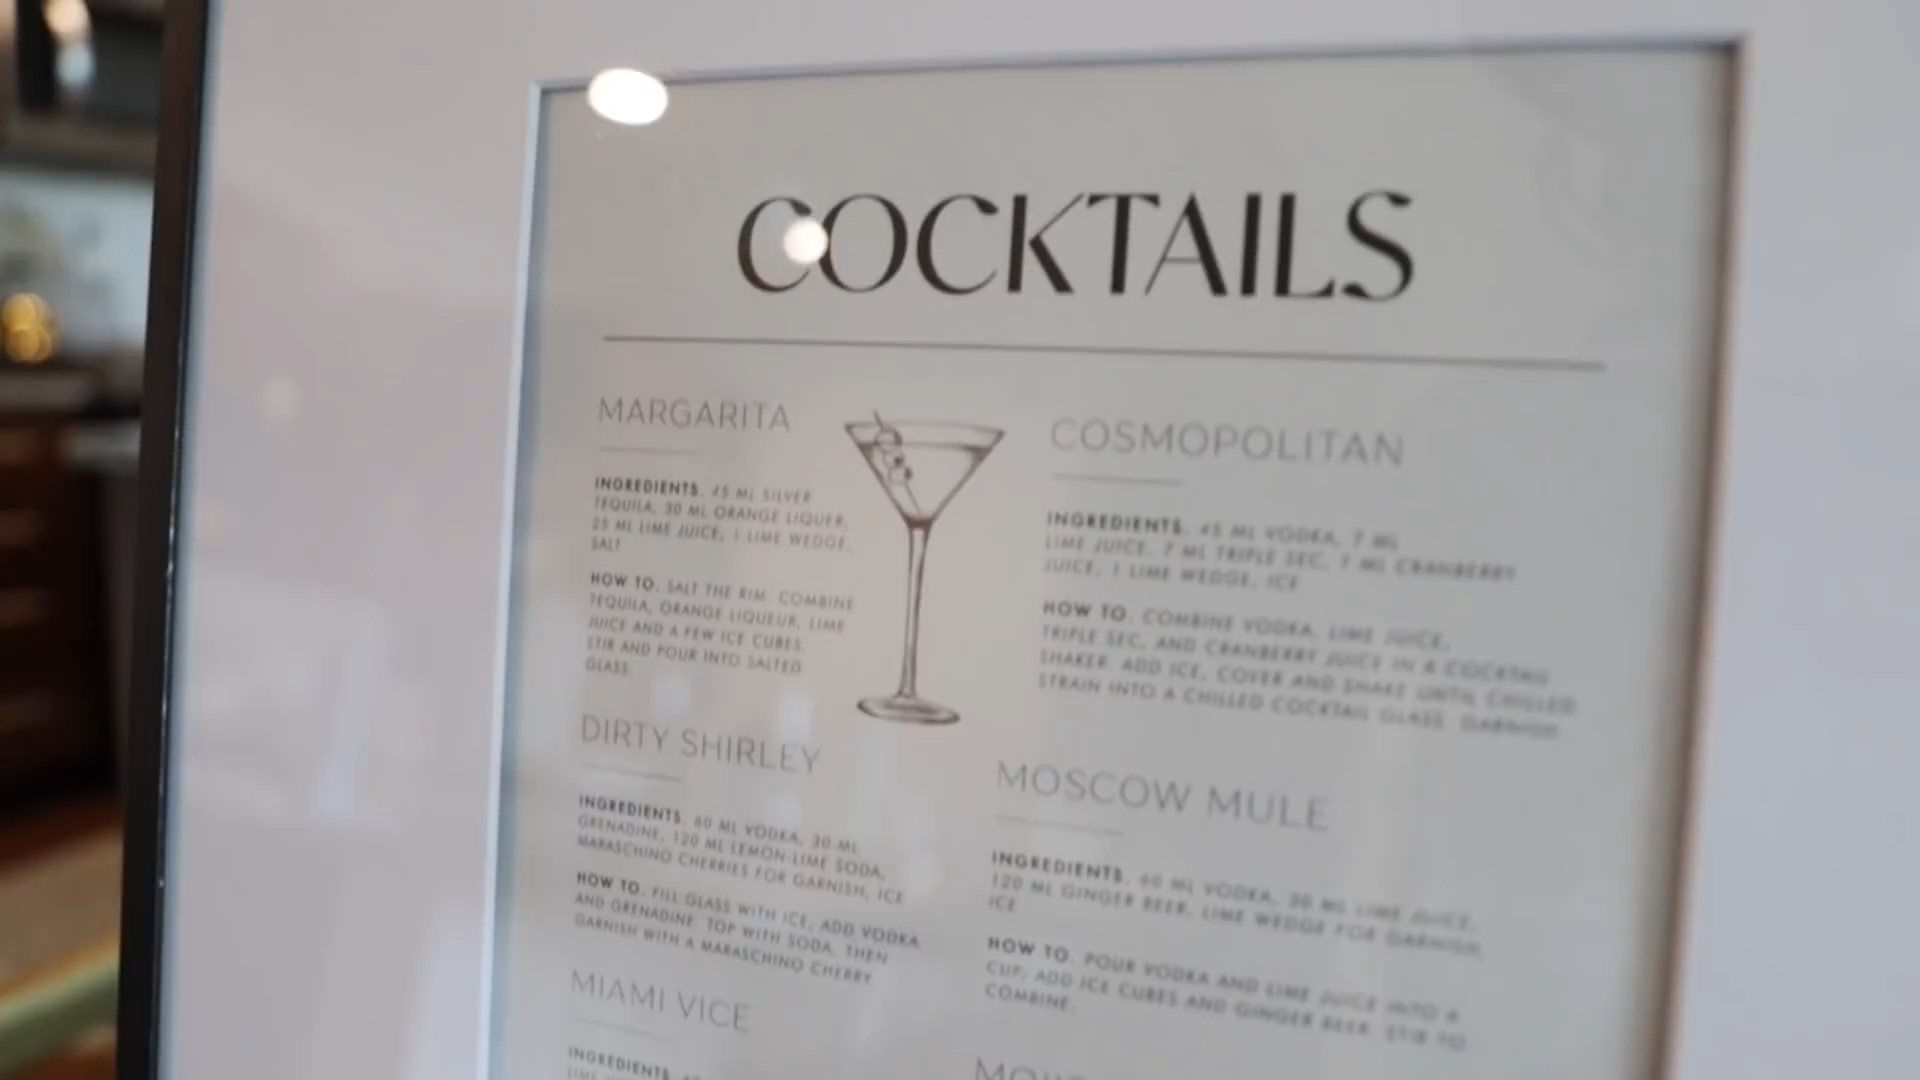 COCKTAILS
MARGARITA
INGREDIENTS. 45 ML SILVER
TEQUILA, 30 ML ORANGE LIQUER,
25 ML LIME JUICE, 1 LIME WEDGE,
SALT
HOW TO. SALT THE RIM. COMBINE
TEQUILA, ORANGE LIQUEUR, LIME
JUICE AND A FEW ICE CUBES.
STIR AND POUR INTO SALTED
GLASS.
DIRTY SHIRLEY
INGREDIENTS. 60 ML VODKA, 30 ML
GRENADINE, 120 ML LEMON-LIME SODA,
MARASCHINO CHERRIES FOR GARNISH, ICE
HOW TO. FILL GLASS WITH ICE, ADD VODKA
AND GRENADINE. TOP WITH SODA, THEN
GARNISH WITH A MARASCHINO CHERRY
MIAMI VICE
INGREDIENTS.
COSMOPOLITAN
INGREDIENTS. 45 ML VODKA, 7 ML
LIME JUICE, 7 ML TRIPLE SEC, 7 ML CRANBERRY
JUICE, 1 LIME WEDGE, ICE
HOW TO. COMBINE VODKA, LIME JUICE,
TRIPLE SEC, AND CRANBERRY JUICE IN A COCKTAIL
SHAKER. ADD ICE, COVER AND SHAKE UNTIL CHILLED.
STRAIN INTO A CHILLED COCKTAIL GLASS. GARNISH
MOSCOW MULE
INGREDIENTS. 60 ML VODKA, 30 ML LIME JUICE,
120 ML GINGER BEER, LIME WEDGE FOR GARNISH,
ICE
HOW TO. POUR VODKA AND LIME JUICE INTO A
CUP; ADD ICE CUBES AND GINGER BEER. STIR TO
COMBINE.